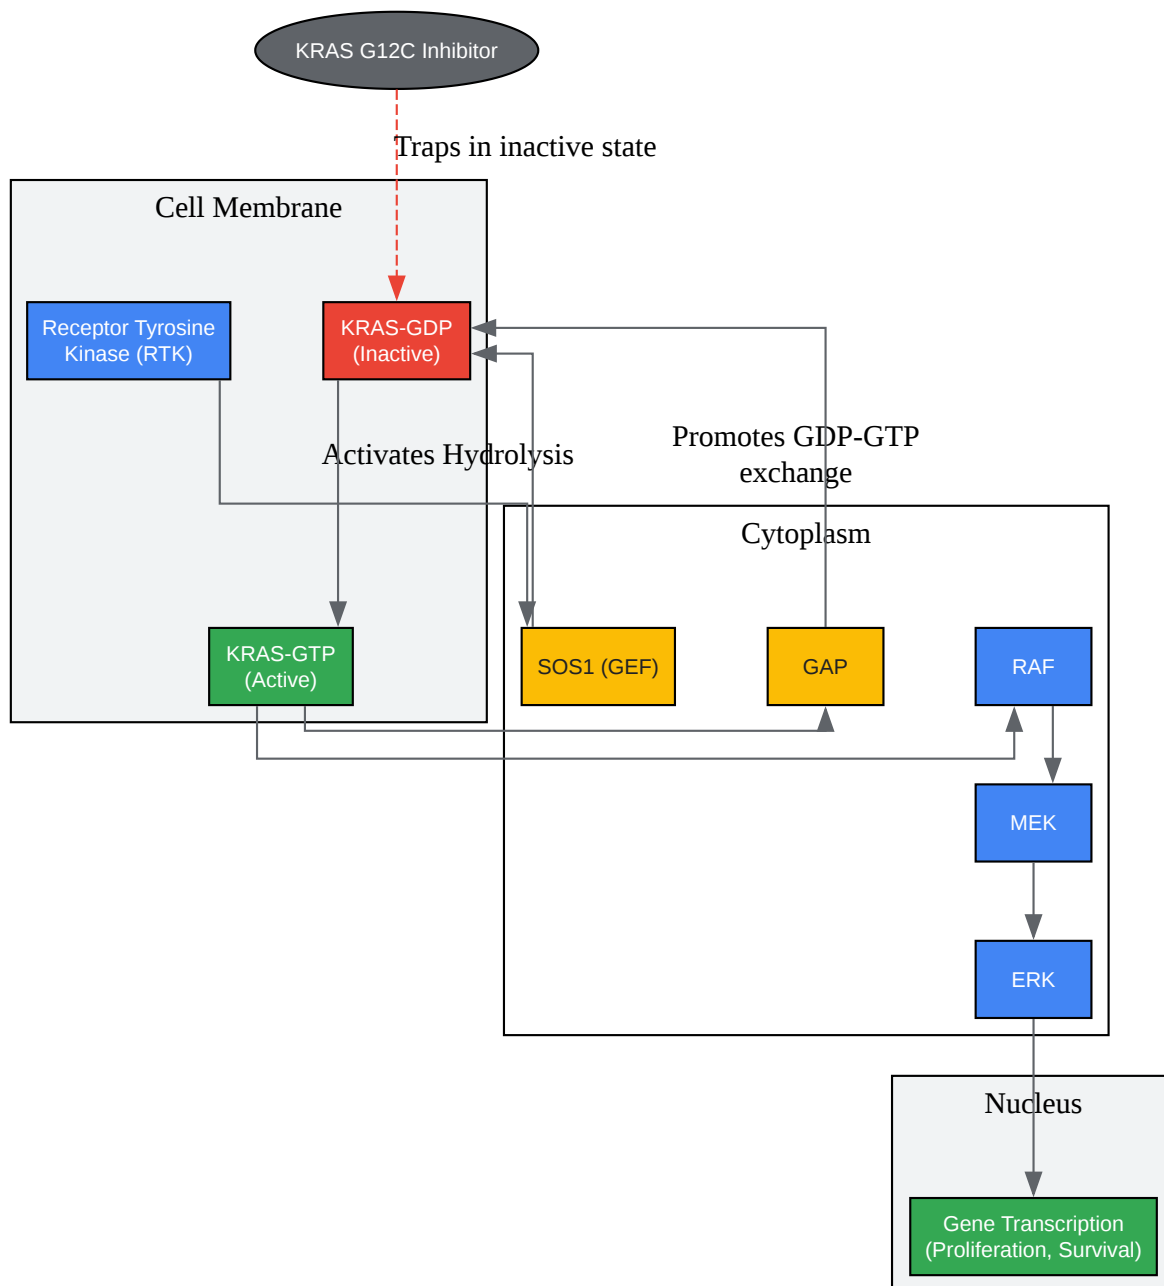 KRAS G12C Inhibitor
Traps in inactive state
Cell Membrane
Receptor Tyrosine
Kinase (RTK)
KRAS-GDP
(Inactive)
Activates Hydrolysis
Promotes GDP-GTP
exchange
Cytoplasm
KRAS-GTP
(Active)
SOS1 (GEF)
GAP
RAF
MEK
ERK
Nucleus
Gene Transcription
(Proliferation, Survival)